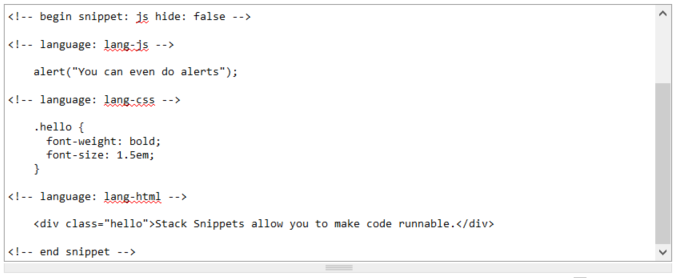 <!-- begin snippet: js hide: false -->
<!-- language: lang-js -->
alert("You can even do alerts");
<!-- language: lang-css -->
.hello {
font-weight: bold;
font-size: 1.5em;
}
<!-- language: lang-html -->
<div class="hello">Stack Snippets allow you to make code runnable.</div>
<!-- end snippet -->